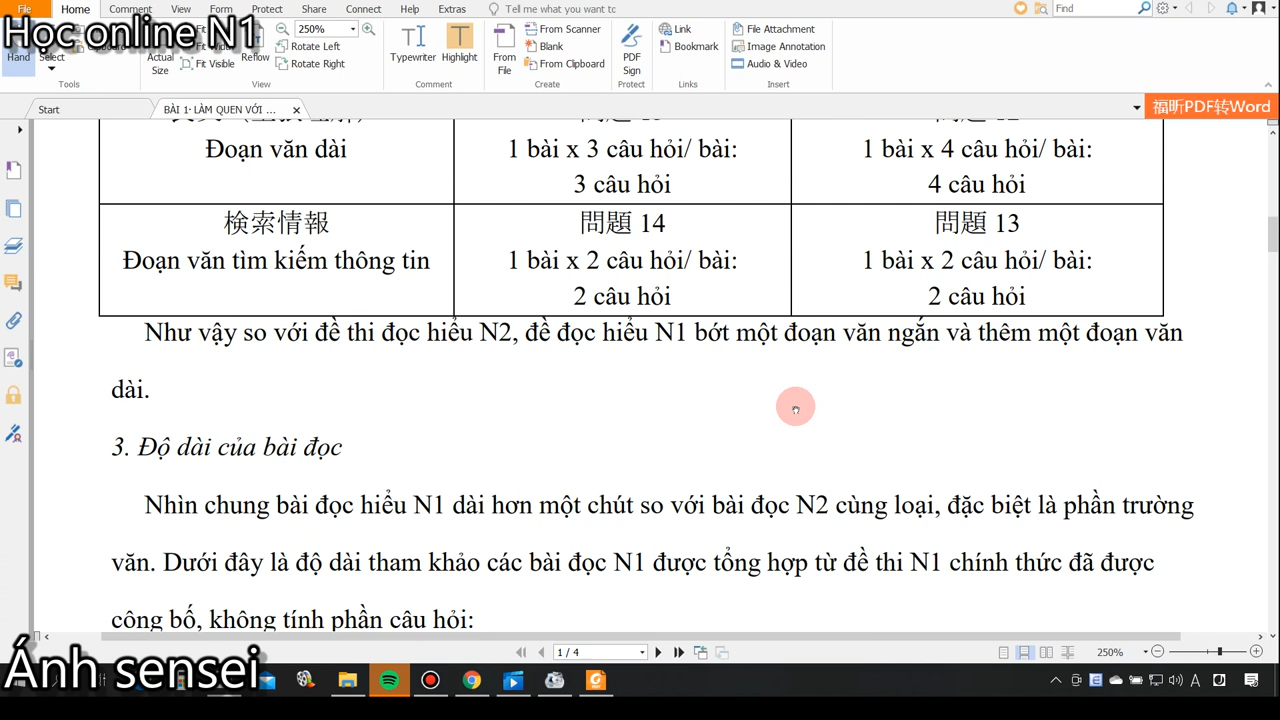 File Home Comment View Form Protect Share Connect Help Extras Tell me what you want tc Find
Học online N1
Hand Select Actual Size Fit Visible Reflow 250% Rotate Left Rotate Right Typewriter Highlight From File From Scanner Blank From Clipboard PDF Sign Link Bookmark File Attachment Image Annotation Audio & Video
Tools View Comment Create Protect Links Insert
Start BÀI 1· LÀM QUEN VỚI ... 福昕PDF转Word
Đoạn văn dài
1 bài x 3 câu hỏi/ bài:
3 câu hỏi
1 bài x 4 câu hỏi/ bài:
4 câu hỏi
検索情報
Đoạn văn tìm kiếm thông tin
問題 14
1 bài x 2 câu hỏi/ bài:
2 câu hỏi
問題 13
1 bài x 2 câu hỏi/ bài:
2 câu hỏi
Như vậy so với đề thi đọc hiểu N2, đề đọc hiểu N1 bớt một đoạn văn ngắn và thêm một đoạn văn
dài.
3. Độ dài của bài đọc
Nhìn chung bài đọc hiểu N1 dài hơn một chút so với bài đọc N2 cùng loại, đặc biệt là phần trường
văn. Dưới đây là độ dài tham khảo các bài đọc N1 được tổng hợp từ đề thi N1 chính thức đã được
công bố, không tính phần câu hỏi:
1 / 4 250%
Ánh sensei